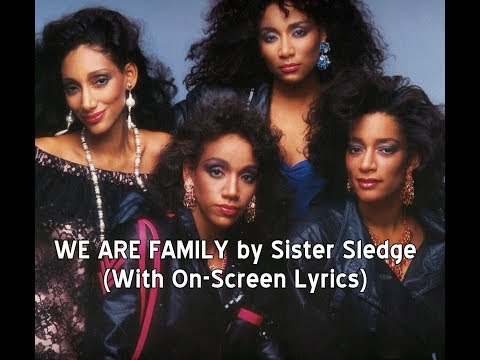 WE ARE FAMILY by Sister Sledge
(With On-Screen Lyrics)